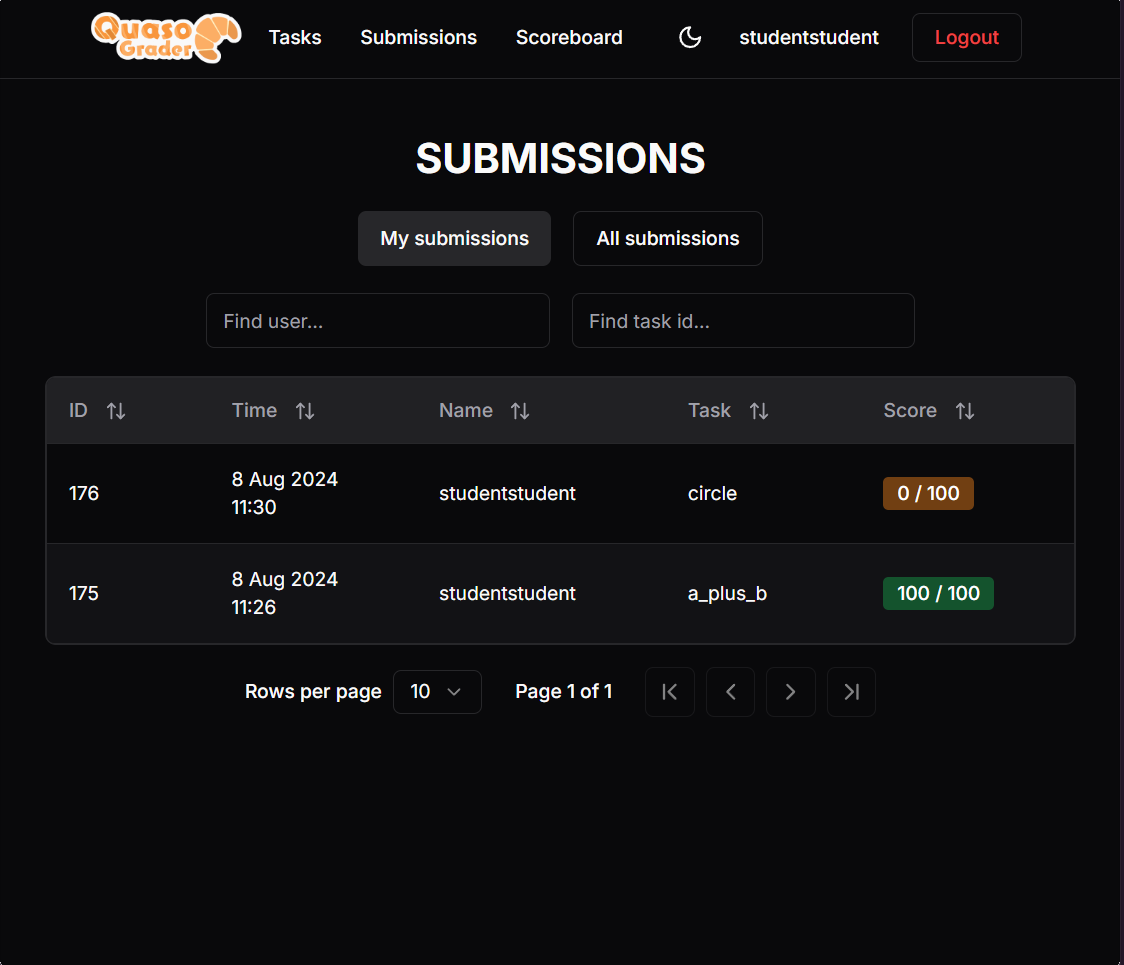 Quaso Grader Tasks Submissions Scoreboard studentstudent Logout
SUBMISSIONS
My submissions All submissions
Find user... Find task id...
ID Time Name Task Score
176 8 Aug 2024 11:30 studentstudent circle 0 / 100
175 8 Aug 2024 11:26 studentstudent a_plus_b 100 / 100
Rows per page 10 Page 1 of 1